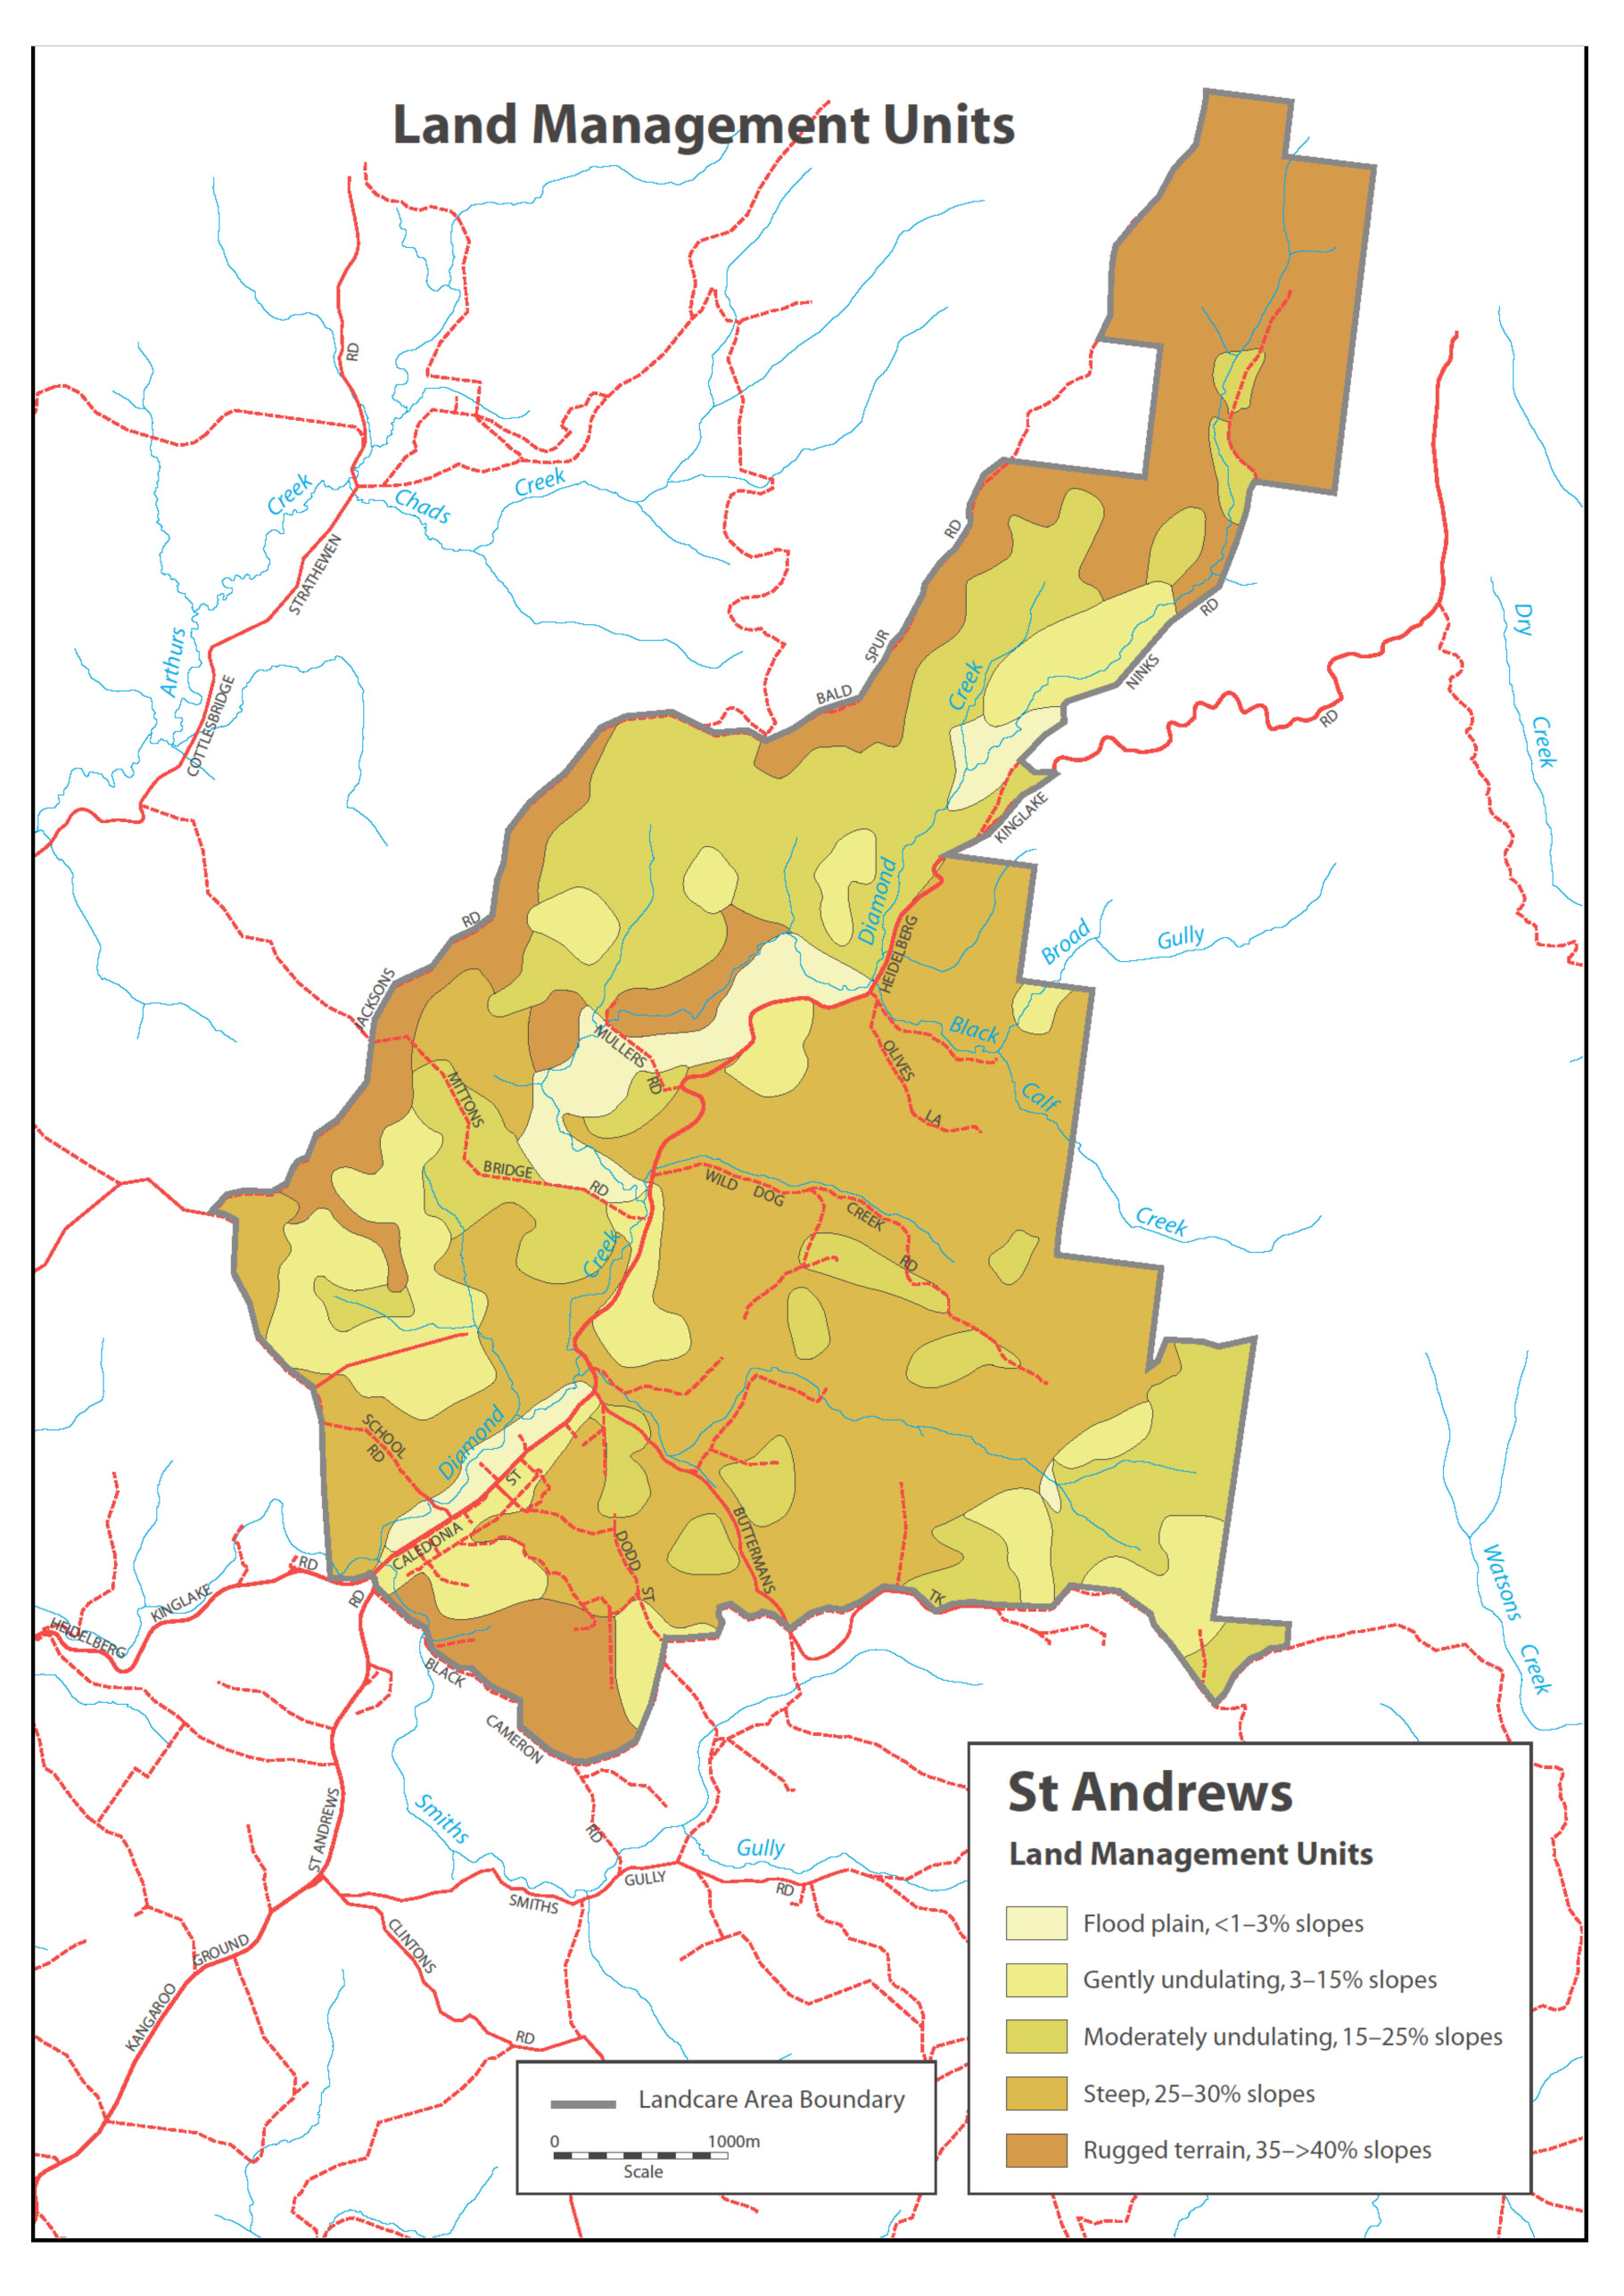 Land Management Units
RD
Creek
Chads
Creek
STRATHEWEN
RD
Dry
Arthurs
SPUR
RD
NINKS
Creek
COTTLESBRIDGE
BALD
RD
Creek
KINGLAKE
Diamond
RD
HEIDELBERG
Broad
Gully
JACKSONS
MULLERS
RD
Black
OLIVES
LA
Calf
MITTONS
BRIDGE
RD
WILD DOG
CREEK
RD
Creek
Creek
SCHOOL
RD
Diamond
ST
CALEDONIA
DODD
ST
BUTTERMANS
TK
RD
KINGLAKE
HEIDELBERG
RD
Watsons
Creek
BLACK
CAMERON
RD
ST ANDREWS
Smiths
Gully
SMITHS
GULLY
RD
CLINTONS
RD
GROUND
KANGAROO
St Andrews
Land Management Units
Flood plain, <1–3% slopes
Gently undulating, 3–15% slopes
Moderately undulating, 15–25% slopes
Steep, 25–30% slopes
Rugged terrain, 35–>40% slopes
Landcare Area Boundary
0 1000m
Scale